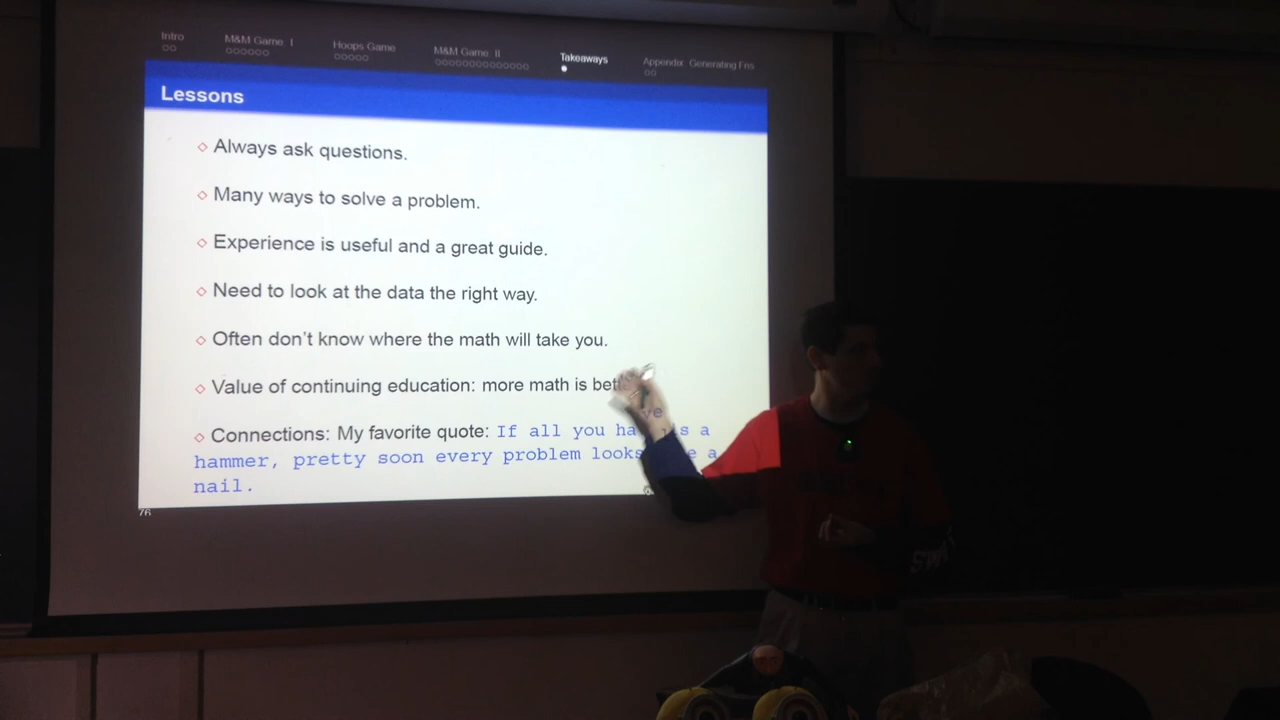 Intro
M&M Game: I
Hoops Game
M&M Game: II
Takeaways
Appendix: Generating Fns
Lessons
Always ask questions.
Many ways to solve a problem.
Experience is useful and a great guide.
Need to look at the data the right way.
Often don't know where the math will take you.
Value of continuing education: more math is
Connections: My favorite quote: If all you is a
hammer, pretty soon every problem looks a
nail.
76